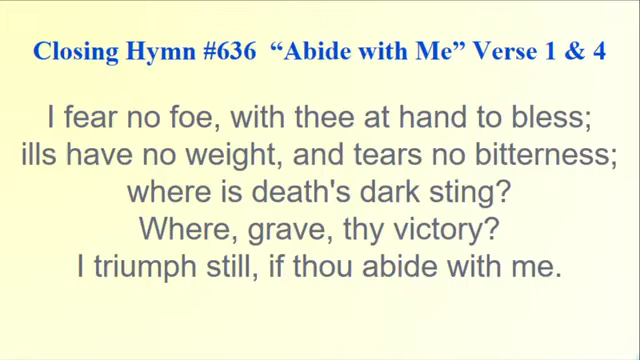 Closing Hymn #636 “Abide with Me” Verse 1 & 4
I fear no foe, with thee at hand to bless;
ills have no weight, and tears no bitterness;
where is death's dark sting?
Where, grave, thy victory?
I triumph still, if thou abide with me.